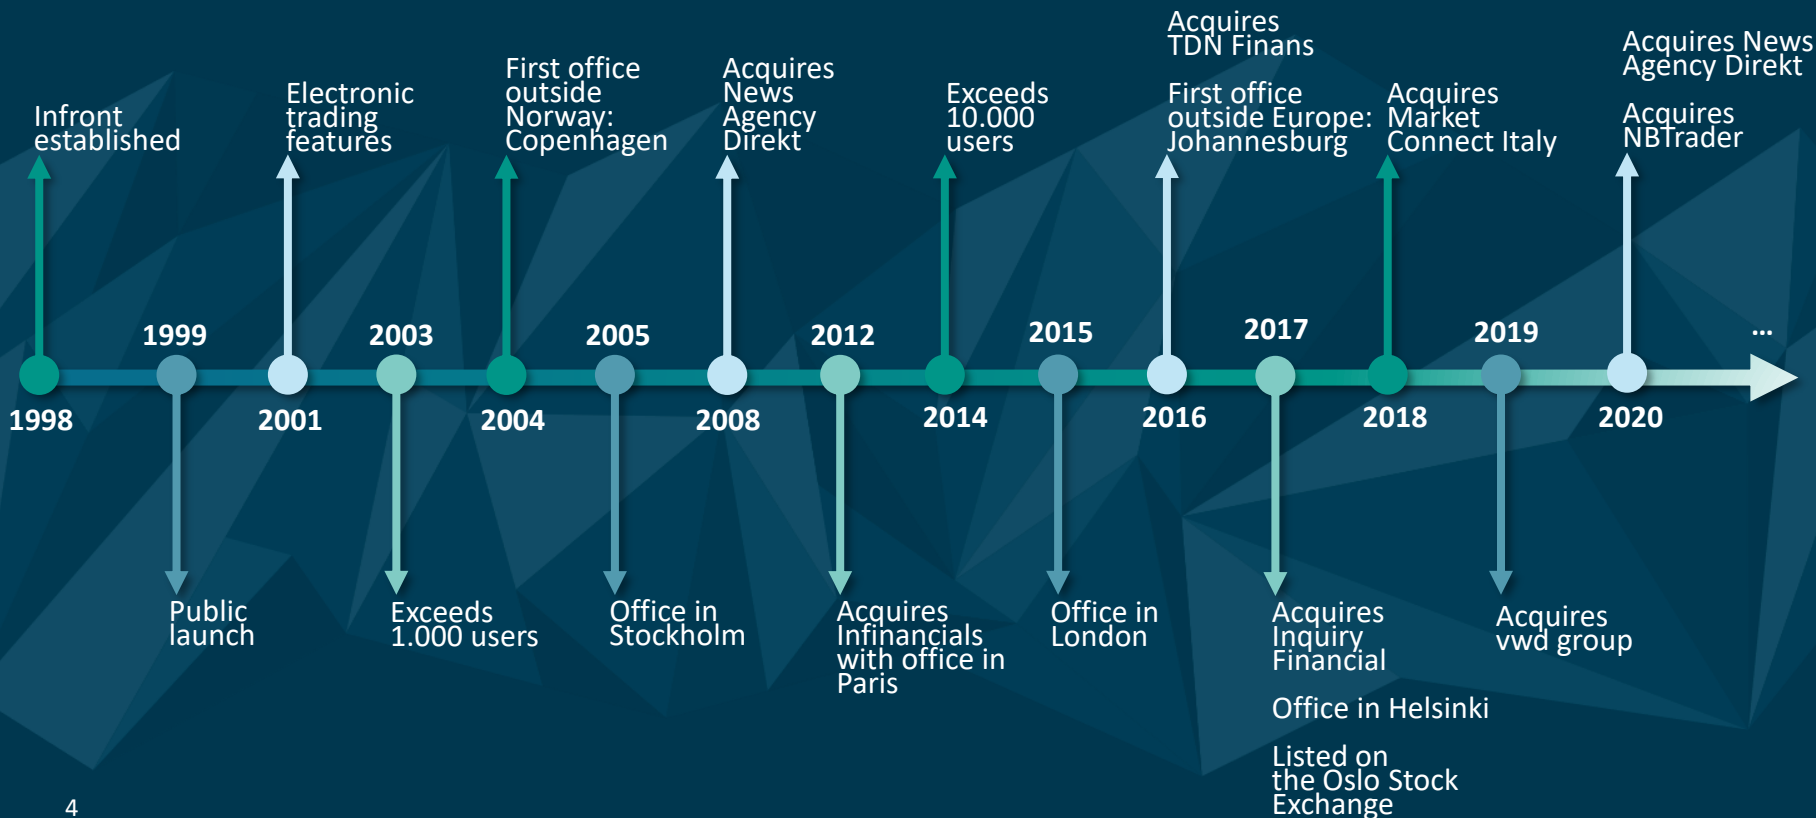 Infront
established
1998
1999
Public
launch
Electronic
trading
features
2001
2003
Exceeds
1.000 users
First office
outside
Norway:
Copenhagen
2004
2005
Office in
Stockholm
Acquires
News
Agency
Direkt
2008
2012
Acquires
Infinancials
with office in
Paris
Exceeds
10.000
users
2014
2015
Office in
London
Acquires
TDN Finans
First office
outside Europe:
Johannesburg
2016
2017
Acquires
Inquiry
Financial
Office in Helsinki
Listed on
the Oslo Stock
Exchange
Acquires
Market
Connect Italy
2018
2019
Acquires
vwd group
Acquires News
Agency Direkt
Acquires
NBTrader
2020
...
4